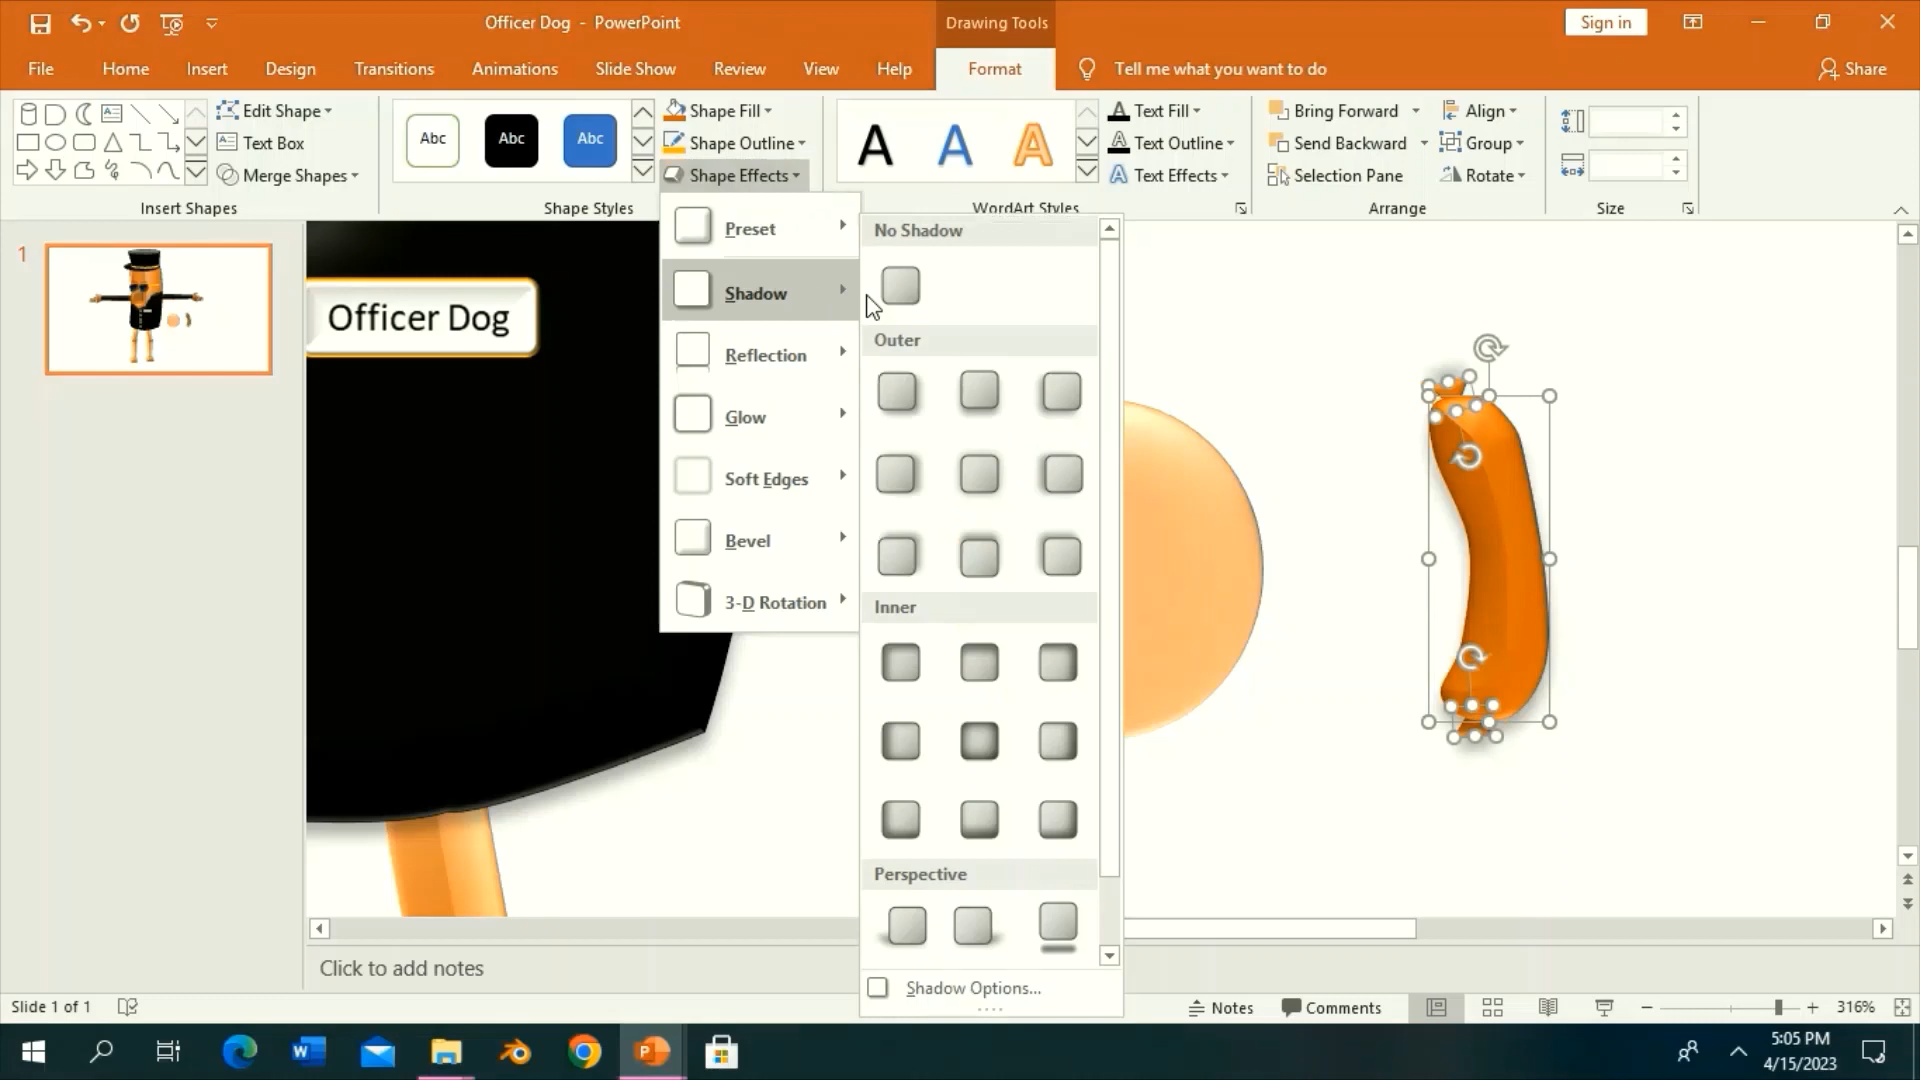 Officer Dog - PowerPoint
Drawing Tools
Sign in
File
Home
Insert
Design
Transitions
Animations
Slide Show
Review
View
Help
Format
Tell me what you want to do
Share
Edit Shape
Text Box
Merge Shapes
Insert Shapes
Abc
Abc
Abc
Shape Fill
Shape Outline
Shape Effects
Shape Styles
A
A
A
Text Fill
Text Outline
Text Effects
WordArt Styles
Bring Forward
Send Backward
Selection Pane
Align
Group
Rotate
Arrange
Size
1
Officer Dog
Preset
Shadow
Reflection
Glow
Soft Edges
Bevel
3-D Rotation
No Shadow
Outer
Inner
Perspective
Shadow Options...
Click to add notes
Slide 1 of 1
Notes
Comments
316%
5:05 PM
4/15/2023